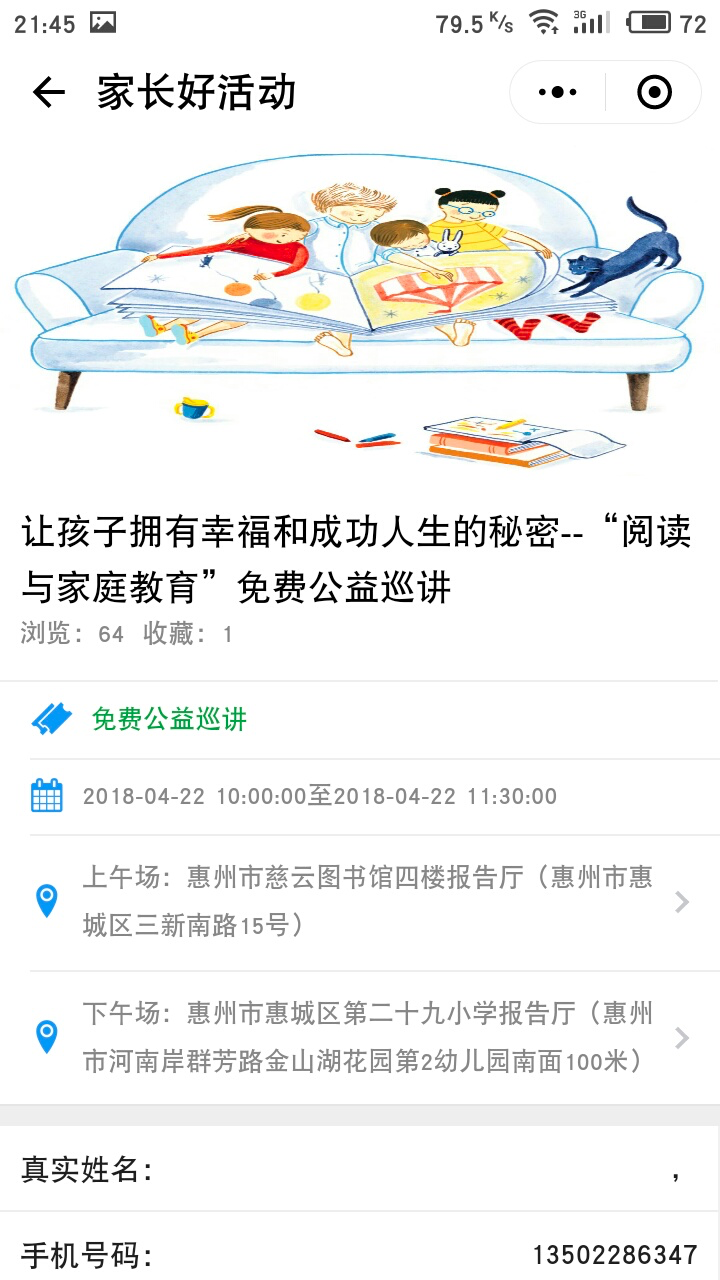 21:45 79.5 K/s 3G 72
家长好活动
让孩子拥有幸福和成功人生的秘密--“阅读
与家庭教育”免费公益巡讲
浏览：64 收藏：1
免费公益巡讲
2018-04-22 10:00:00至2018-04-22 11:30:00
上午场：惠州市慈云图书馆四楼报告厅（惠州市惠
城区三新南路15号）
下午场：惠州市惠城区第二十九小学报告厅（惠州
市河南岸群芳路金山湖花园第2幼儿园南面100米）
真实姓名： ，
手机号码： 13502286347